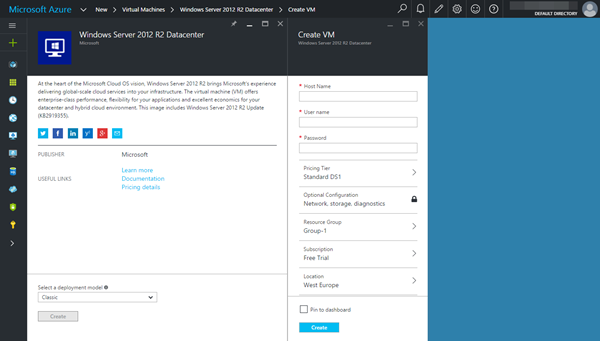 Microsoft Azure
New > Virtual Machines > Windows Server 2012 R2 Datacenter > Create VM
DEFAULT DIRECTORY
Windows Server 2012 R2 Datacenter
Microsoft
At the heart of the Microsoft Cloud OS vision, Windows Server 2012 R2 brings Microsoft's experience
delivering global-scale cloud services into your infrastructure. The virtual machine (VM) offers
enterprise-class performance, flexibility for your applications and excellent economics for your
datacenter and hybrid cloud environment. This image includes Windows Server 2012 R2 Update
(KB2919355).
PUBLISHER
Microsoft
USEFUL LINKS
Learn more
Documentation
Pricing details
Select a deployment model
Classic
Create
Create VM
Windows Server 2012 R2 Datacenter
* Host Name
* User name
* Password
Pricing Tier
Standard DS1
Optional Configuration
Network, storage, diagnostics
Resource Group
Group-1
Subscription
Free Trial
Location
West Europe
Pin to dashboard
Create